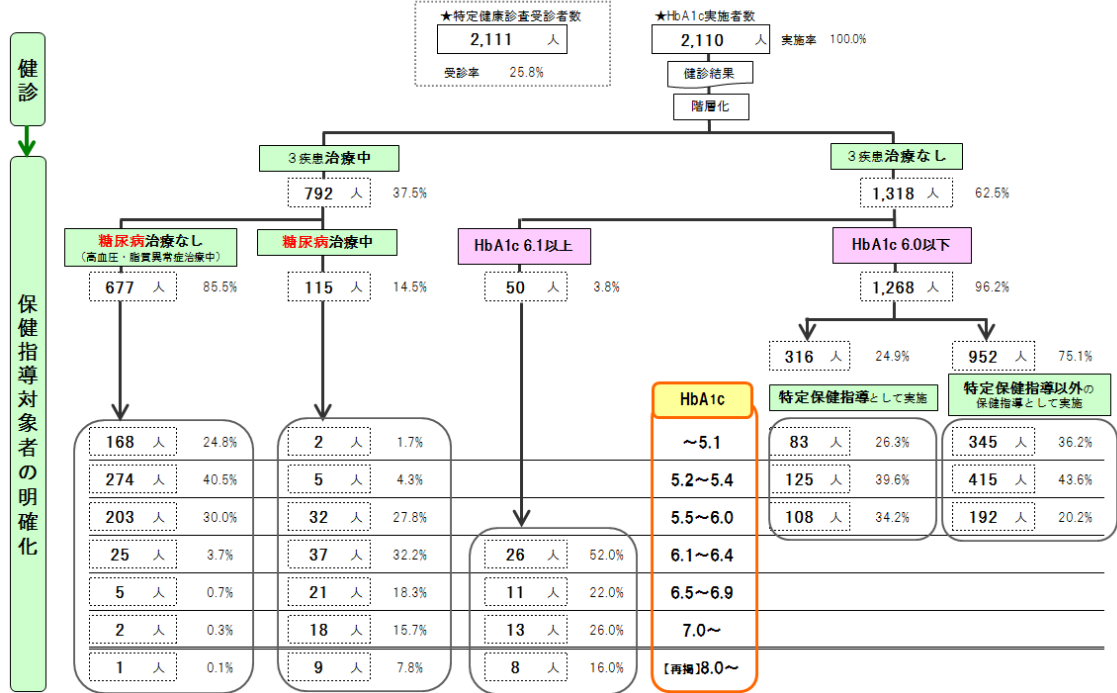 ★特定健康診査受診者数
2,111 人
受診率 25.8%
★HbA1c実施者数
2,110 人 実施率 100.0%
健診結果
階層化
健診
保健指導対象者の明確化
3疾患治療中
792 人 37.5%
3疾患治療なし
1,318 人 62.5%
糖尿病治療なし
(高血圧・脂質異常症治療中)
677 人 85.5%
糖尿病治療中
115 人 14.5%
HbA1c 6.1以上
50 人 3.8%
HbA1c 6.0以下
1,268 人 96.2%
316 人 24.9%
952 人 75.1%
HbA1c
特定保健指導として実施
特定保健指導以外の
保健指導として実施
168 人 24.8% 2 人 1.7% ~5.1 83 人 26.3% 345 人 36.2%
274 人 40.5% 5 人 4.3% 5.2~5.4 125 人 39.6% 415 人 43.6%
203 人 30.0% 32 人 27.8% 5.5~6.0 108 人 34.2% 192 人 20.2%
25 人 3.7% 37 人 32.2% 26 人 52.0% 6.1~6.4
5 人 0.7% 21 人 18.3% 11 人 22.0% 6.5~6.9
2 人 0.3% 18 人 15.7% 13 人 26.0% 7.0~
1 人 0.1% 9 人 7.8% 8 人 16.0% 【再掲】8.0~